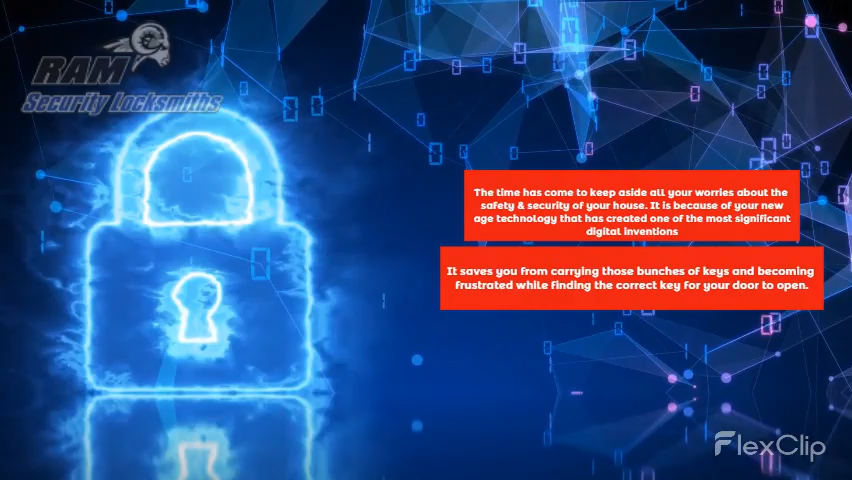 RAM
Security Locksmiths
The time has come to keep aside all your worries about the
safety & security of your house. It is because of your new
age technology that has created one of the most significant
digital inventions
It saves you from carrying those bunches of keys and becoming
frustrated while finding the correct key for your door to open.
FlexClip